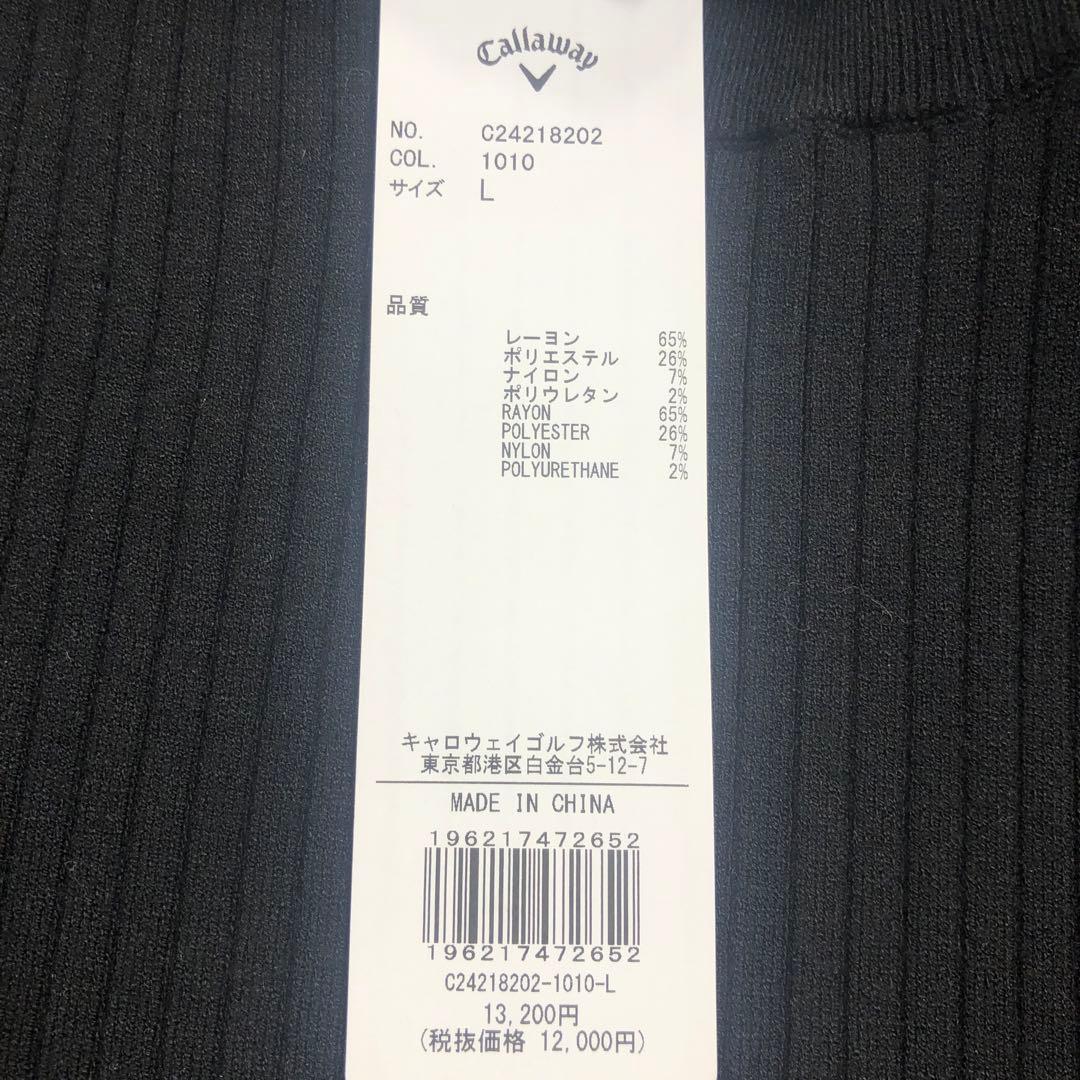 Callaway
NO. C24218202
COL. 1010
サイズ L
品質
レーヨン 65%
ポリエステル 26%
ナイロン 7%
ポリウレタン 2%
RAYON 65%
POLYESTER 26%
NYLON 7%
POLYURETHANE 2%
キャロウェイゴルフ株式会社
東京都港区白金台5-12-7
MADE IN CHINA
196217472652
196217472652
C24218202-1010-L
13,200円
(税抜価格 12,000円)